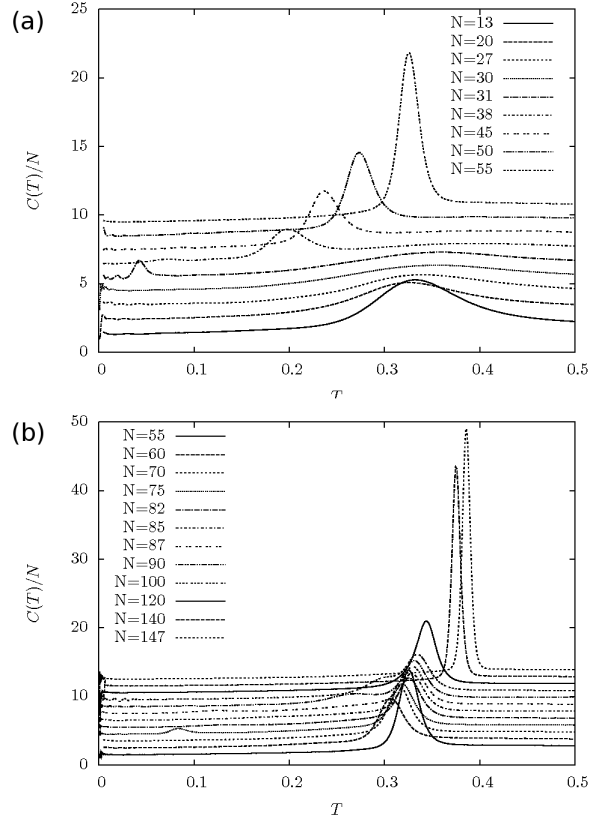 (a)
25
20
15
10
5
0
C(T)/N
0
0.1
0.2
0.3
0.4
0.5
T
N=13
N=20
N=27
N=30
N=31
N=38
N=45
N=50
N=55
(b)
50
40
30
20
10
0
C(T)/N
0
0.1
0.2
0.3
0.4
0.5
T
N=55
N=60
N=70
N=75
N=82
N=85
N=87
N=90
N=100
N=120
N=140
N=147